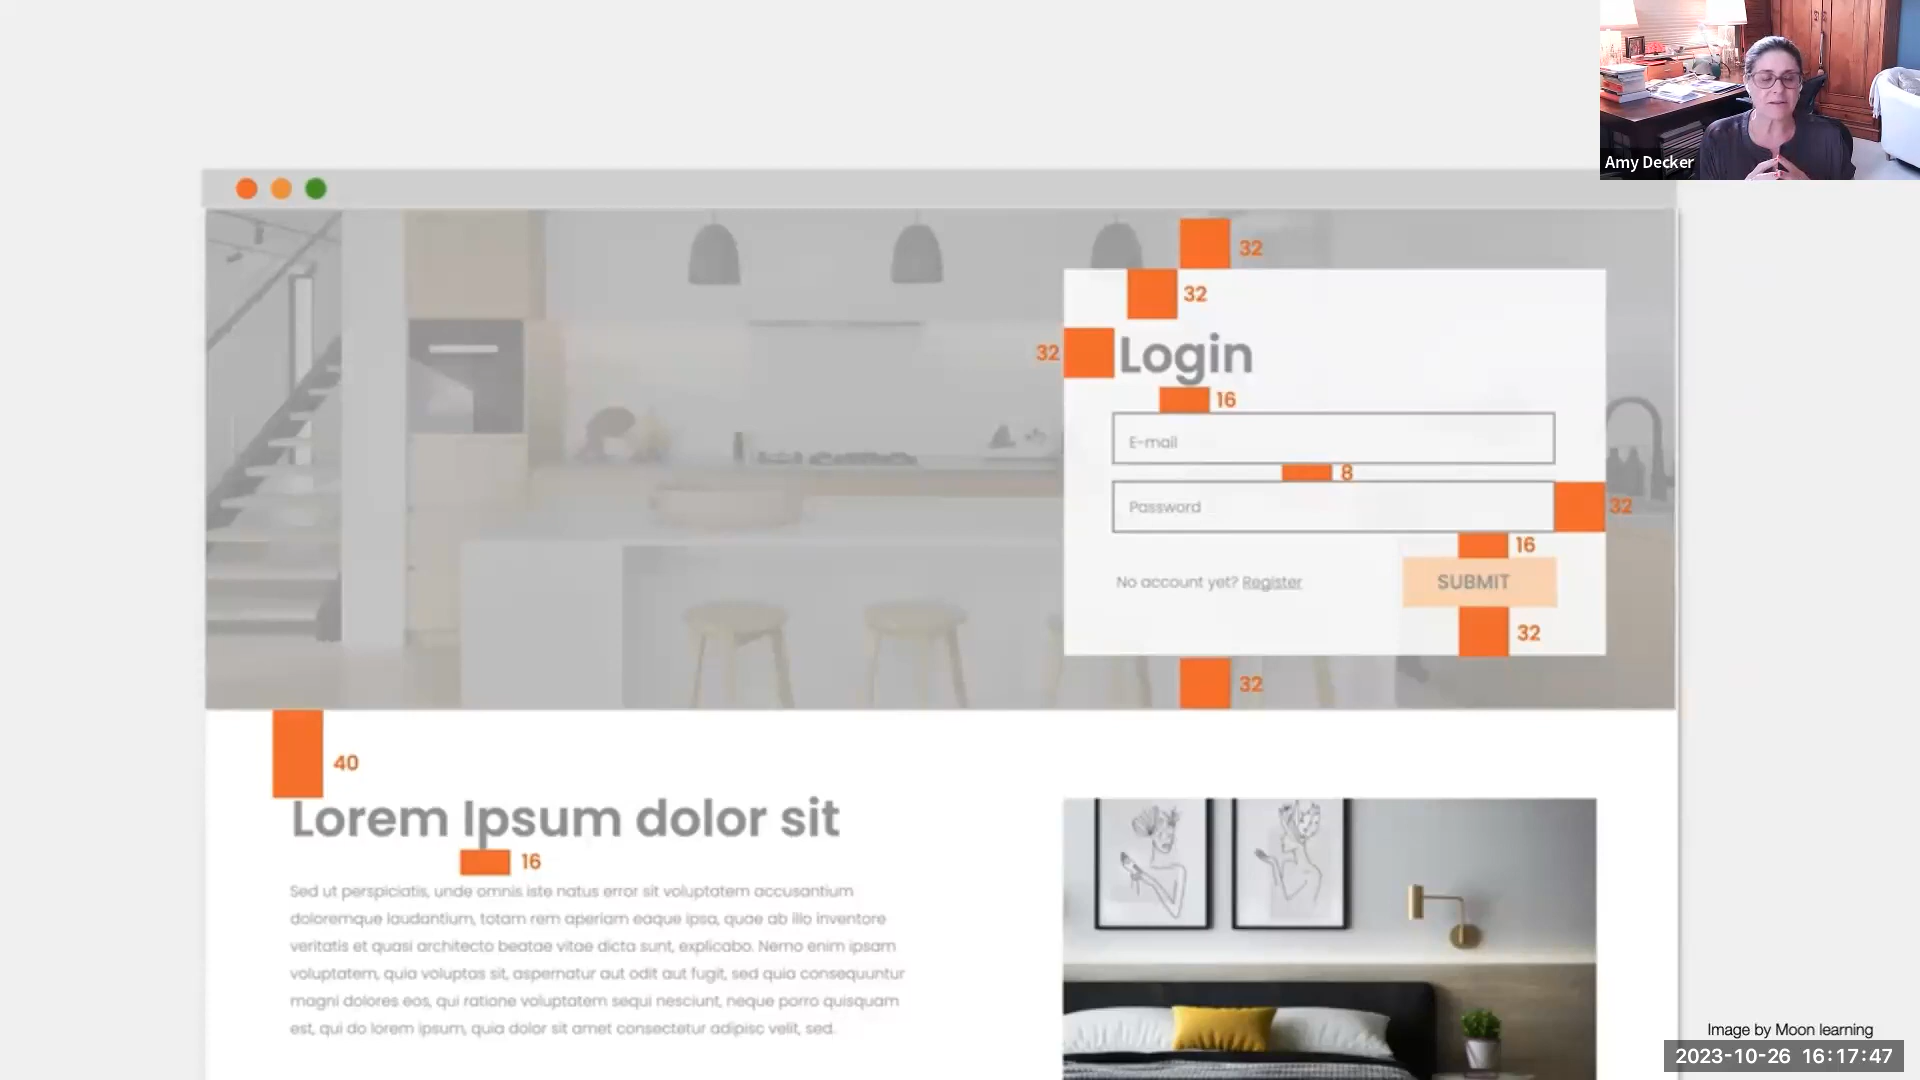 Amy Decker
32
32
32
Login
16
E-mail
8
Password
32
16
No account yet? Register
SUBMIT
32
32
40
Lorem Ipsum dolor sit
16
Sed ut perspiciatis, unde omnis iste natus error sit voluptatem accusantium
doloremque laudantium, totam rem aperiam eaque ipsa, quae ab illo inventore
veritatis et quasi architecto beatae vitae dicta sunt, explicabo. Nemo enim ipsam
voluptatem, quia voluptas sit, aspernatur aut odit aut fugit, sed quia consequuntur
magni dolores eos, qui ratione voluptatem sequi nesciunt, neque porro quisquam
est, qui do lorem ipsum, quia dolor sit amet consectetur adipisc velit, sed.
Image by Moon learning
2023-10-26 16:17:47